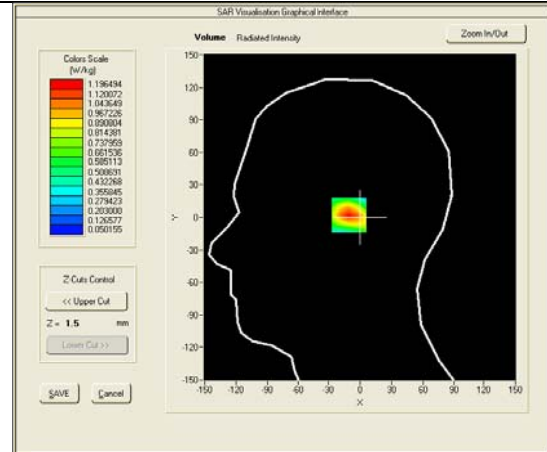 SAR Visualisation Graphical Interface
Volume Radiated Intensity
Zoom In/Out
Colors Scale
(W/kg)
1.196494
1.120072
1.043649
0.967226
0.890804
0.814381
0.737959
0.661536
0.585113
0.508691
0.432268
0.355845
0.279423
0.203000
0.126577
0.050155
Z-Cuts Control
<< Upper Cut
Z = 1.5 mm
Lower Cut >>
SAVE Cancel
150
120
90
60
30
0
-30
-60
-90
-120
-150
Y
-150 -120 -90 -60 -30 0 30 60 90 120 150
X